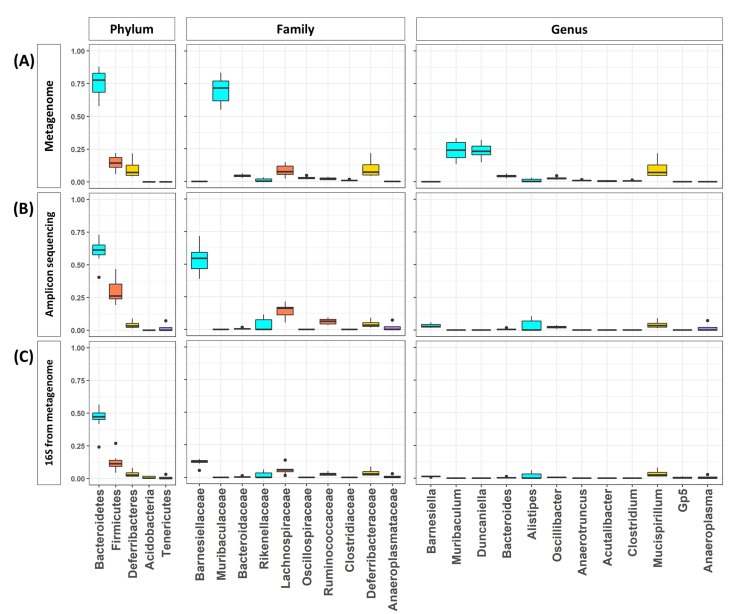 Phylum Family Genus
(A)
Metagenome
1.00
0.75
0.50
0.25
0.00
(B)
Amplicon sequencing
1.00
0.75
0.50
0.25
0.00
(C)
16S from metagenome
1.00
0.75
0.50
0.25
0.00
Bacteroidetes
Firmicutes
Deferribacteres
Acidobacteria
Tenericutes
Barnesiellaceae
Muribaculaceae
Bacteroidaceae
Rikenellaceae
Lachnospiraceae
Oscillospiraceae
Ruminococcaceae
Clostridiaceae
Deferribacteraceae
Anaeroplasmataceae
Barnesiella
Muribaculum
Duncaniella
Bacteroides
Alistipes
Oscillibacter
Anaerotruncus
Acutalibacter
Clostridium
Mucispirillum
Gp5
Anaeroplasma